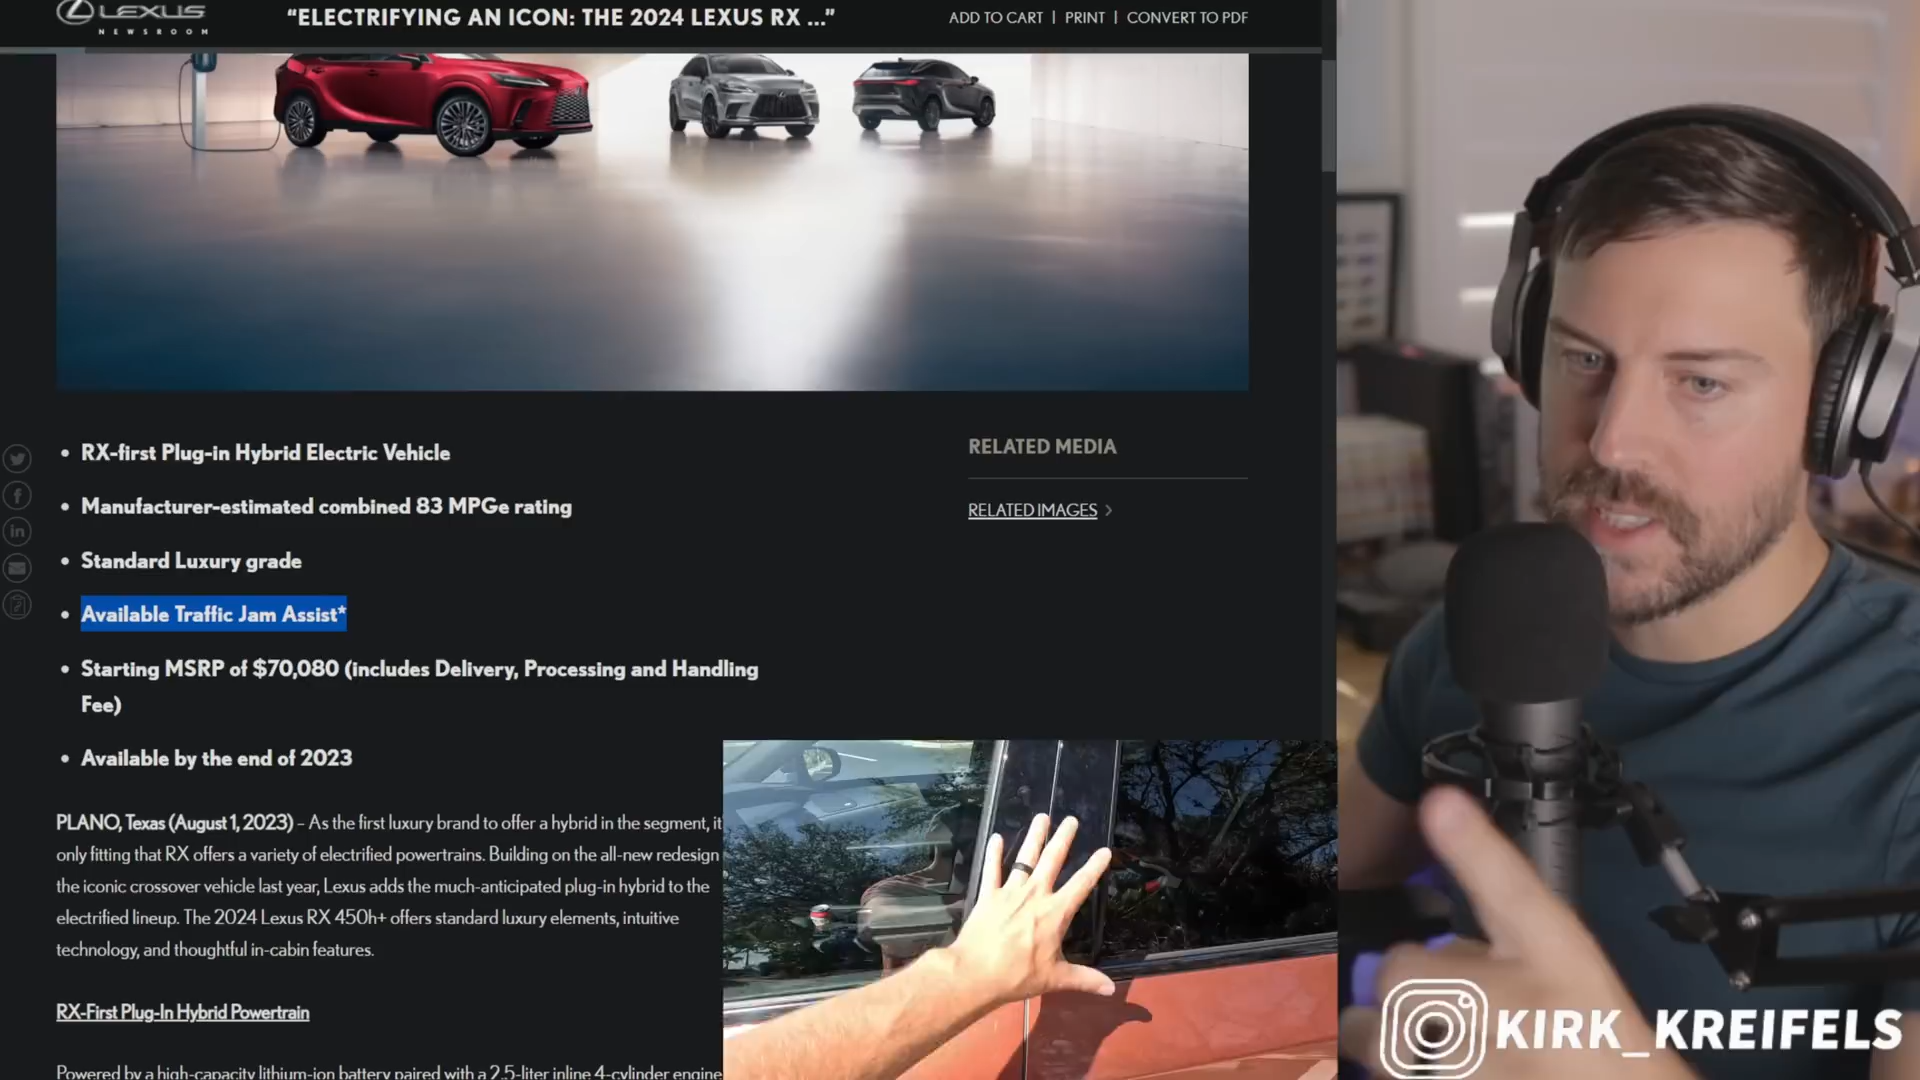 LEXUS
NEWSROOM
“ELECTRIFYING AN ICON: THE 2024 LEXUS RX ...”
ADD TO CART | PRINT | CONVERT TO PDF
• RX-first Plug-in Hybrid Electric Vehicle
• Manufacturer-estimated combined 83 MPGe rating
• Standard Luxury grade
• Available Traffic Jam Assist*
• Starting MSRP of $70,080 (includes Delivery, Processing and Handling
Fee)
• Available by the end of 2023
RELATED MEDIA
RELATED IMAGES >
PLANO, Texas (August 1, 2023) – As the first luxury brand to offer a hybrid in the segment, it
only fitting that RX offers a variety of electrified powertrains. Building on the all-new redesign
the iconic crossover vehicle last year, Lexus adds the much-anticipated plug-in hybrid to the
electrified lineup. The 2024 Lexus RX 450h+ offers standard luxury elements, intuitive
technology, and thoughtful in-cabin features.
RX-First Plug-In Hybrid Powertrain
Powered by a high-capacity lithium-ion battery paired with a 2.5-liter inline 4-cylinder engine
KIRK_KREIFELS